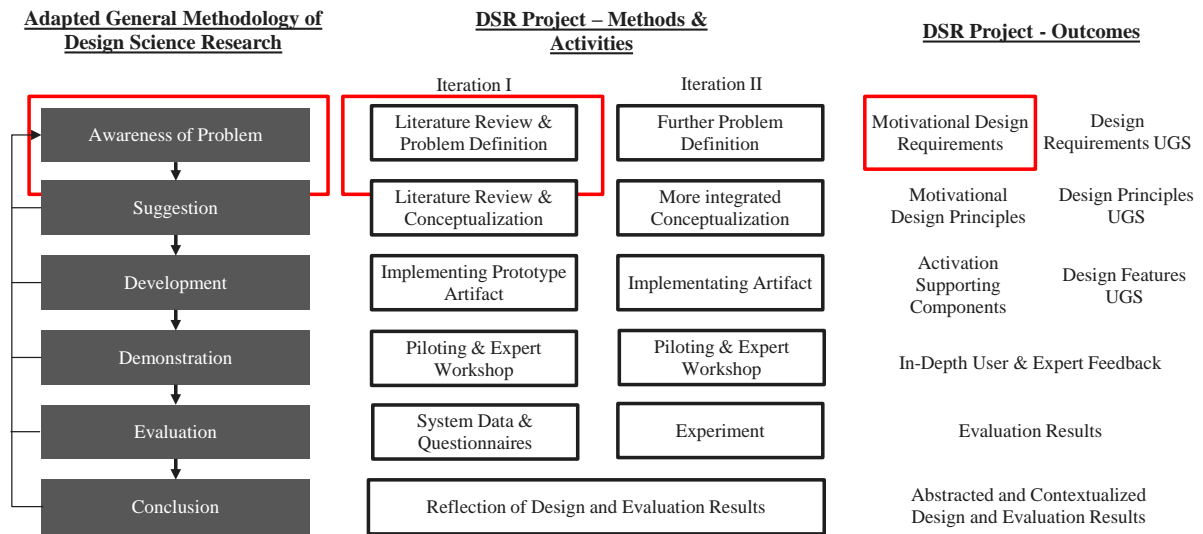 Adapted General Methodology of
Design Science Research
DSR Project – Methods &
Activities
DSR Project - Outcomes
Iteration I
Iteration II
Awareness of Problem
Literature Review &
Problem Definition
Further Problem
Definition
Motivational Design
Requirements
Design
Requirements UGS
Suggestion
Literature Review &
Conceptualization
More integrated
Conceptualization
Motivational
Design Principles
Design Principles
UGS
Development
Implementing Prototype
Artifact
Implementating Artifact
Activation
Supporting
Components
Design Features
UGS
Demonstration
Piloting & Expert
Workshop
Piloting & Expert
Workshop
In-Depth User & Expert Feedback
Evaluation
System Data &
Questionnaires
Experiment
Evaluation Results
Conclusion
Reflection of Design and Evaluation Results
Abstracted and Contextualized
Design and Evaluation Results